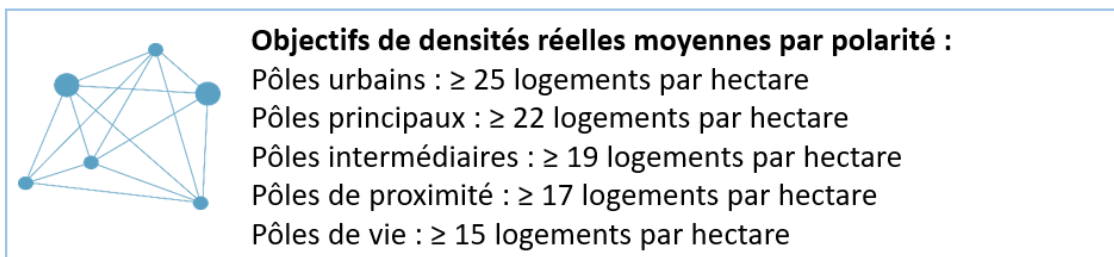 Objectifs de densités réelles moyennes par polarité :
Pôles urbains : ≥ 25 logements par hectare
Pôles principaux : ≥ 22 logements par hectare
Pôles intermédiaires : ≥ 19 logements par hectare
Pôles de proximité : ≥ 17 logements par hectare
Pôles de vie : ≥ 15 logements par hectare